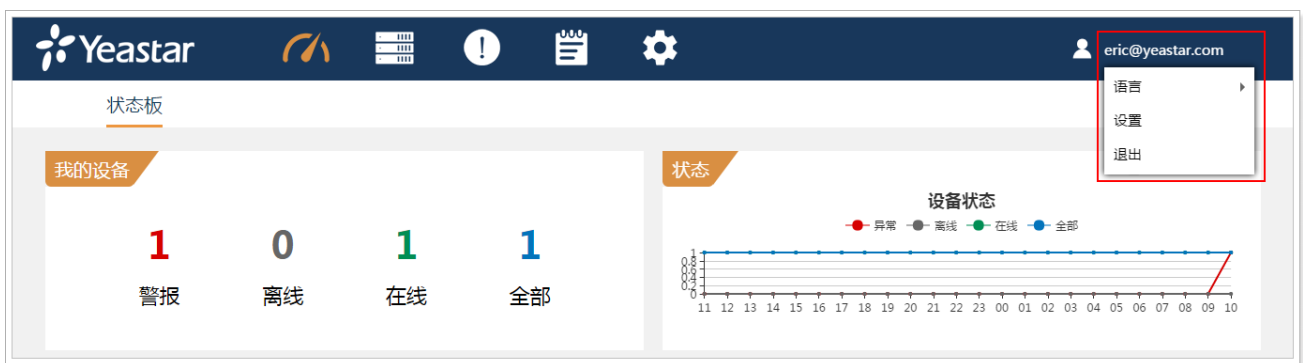 Yeastar
eric@yeastar.com
语言
设置
退出
状态板
我的设备
1 0 1 1
警报 离线 在线 全部
状态
设备状态
异常 离线 在线 全部
1
0.8
0.6
0.4
0.2
0
11 12 13 14 15 16 17 18 19 20 21 22 23 00 01 02 03 04 05 06 07 08 09 10